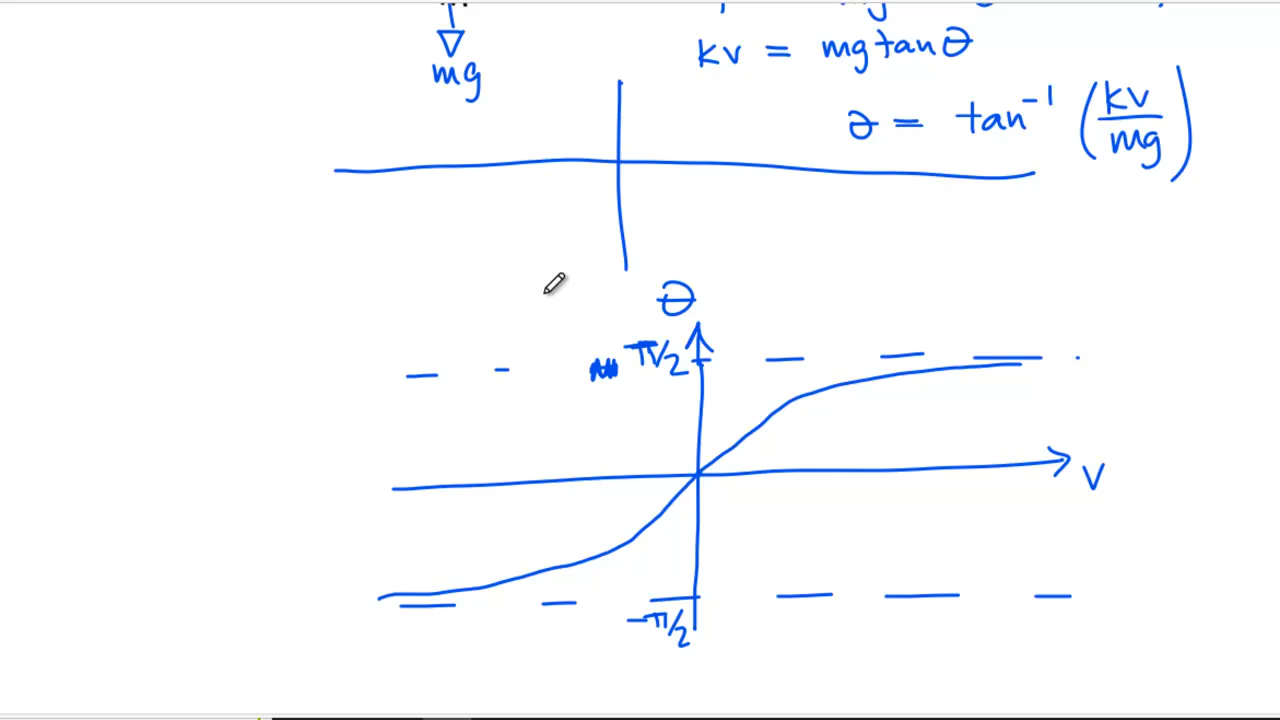 mg
kv = mg tan θ
θ = tan⁻¹ (kv/mg)
θ
π/2
v
-π/2